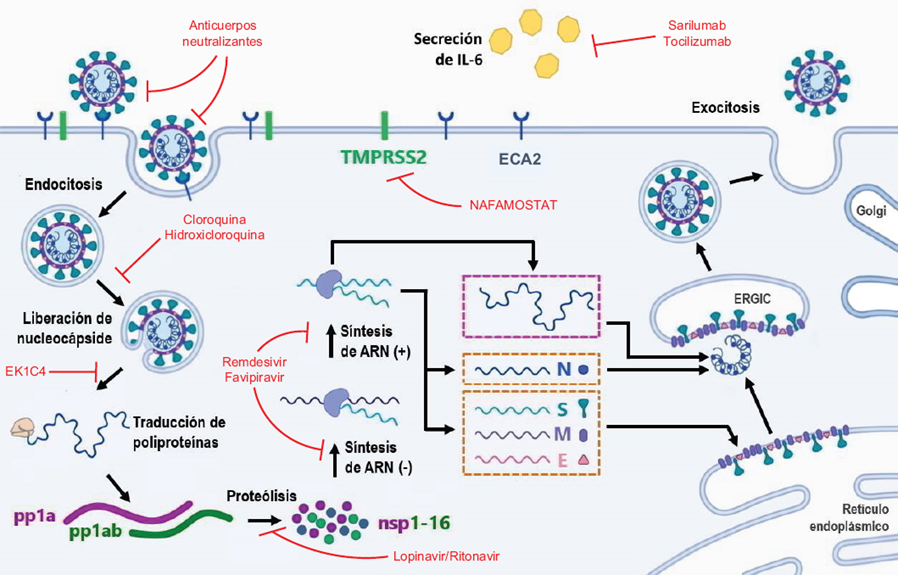 Anticuerpos
neutralizantes
Secreción
de IL-6
Sarilumab
Tocilizumab
Exocitosis
TMPRSS2
ECA2
Endocitosis
NAFAMOSTAT
Golgi
Cloroquina
Hidroxicloroquina
ERGIC
Liberación de
nucleocápside
Síntesis
de ARN (+)
EK1C4
Remdesivir
Favipiravir
N
S
M
E
Traducción de
poliproteínas
Síntesis
de ARN (-)
Proteólisis
pp1a
pp1ab
nsp1-16
Retículo
endoplásmico
Lopinavir/Ritonavir